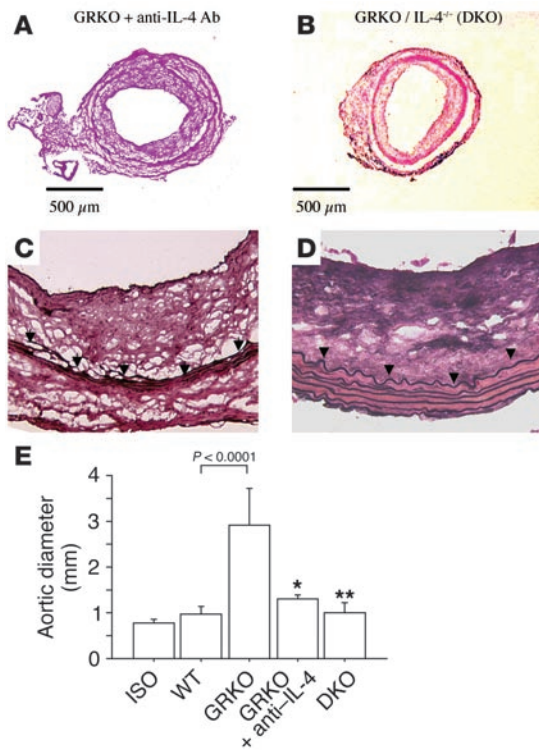 A GRKO + anti-IL-4 Ab
B GRKO / IL-4-/- (DKO)
500 µm
500 µm
C
D
E
P < 0.0001
Aortic diameter
(mm)
4
3
2
1
0
*
**
ISO
WT
GRKO
GRKO
+ anti–IL-4
DKO